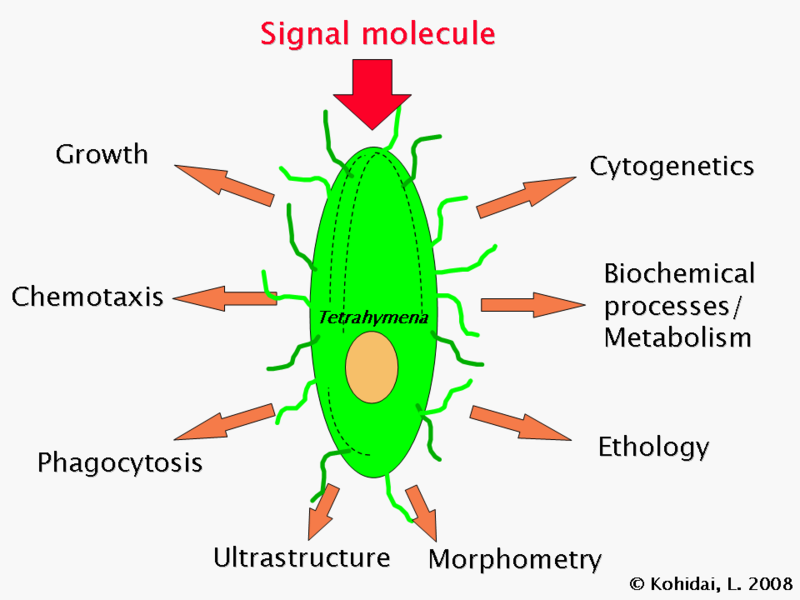 Signal molecule
Growth
Cytogenetics
Chemotaxis
Biochemical
processes/
Metabolism
Tetrahymena
Phagocytosis
Ethology
Ultrastructure
Morphometry
© Kohidai, L. 2008